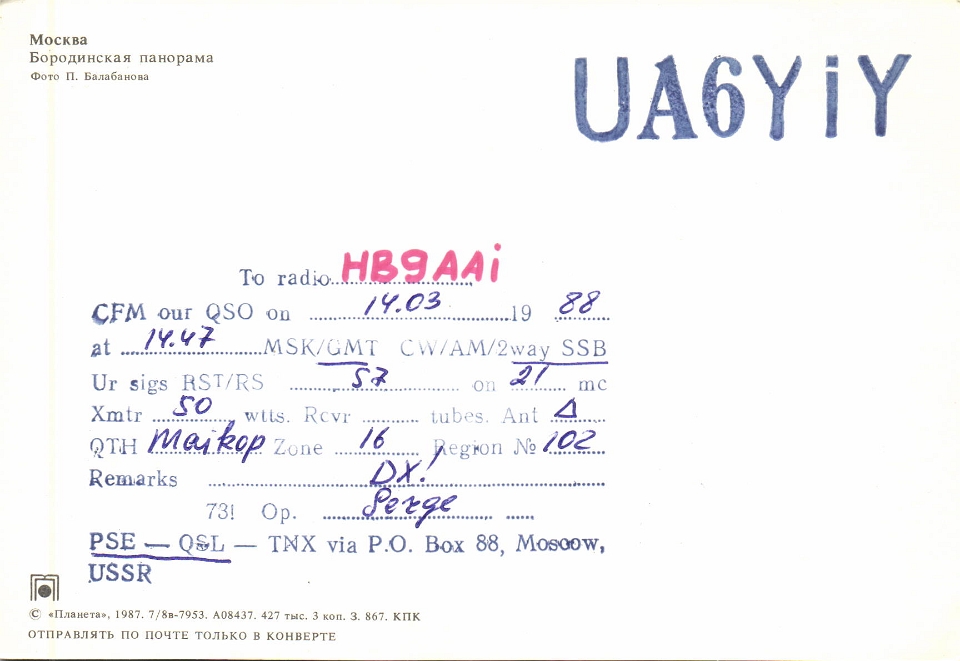 Москва
Бородинская панорама
Фото П. Балабанова
UA6YiY
To radio HB9AAi
CFM our QSO on 14.03 19 88
at 14.47 MSK/GMT CW/AM/2way SSB
Ur sigs RST/RS 57 on 21 mc
Xmtr 50 wtts. Rcvr tubes. Ant Δ
QTH Maikop Zone 16 Region № 102
Remarks DX!
73! Op. Serge
PSE — QSL — TNX via P.O. Box 88, Moscow,
USSR
© «Планета», 1987. 7/8в-7953. А08437. 427 тыс. 3 коп. З. 867. КПК
ОТПРАВЛЯТЬ ПО ПОЧТЕ ТОЛЬКО В КОНВЕРТЕ